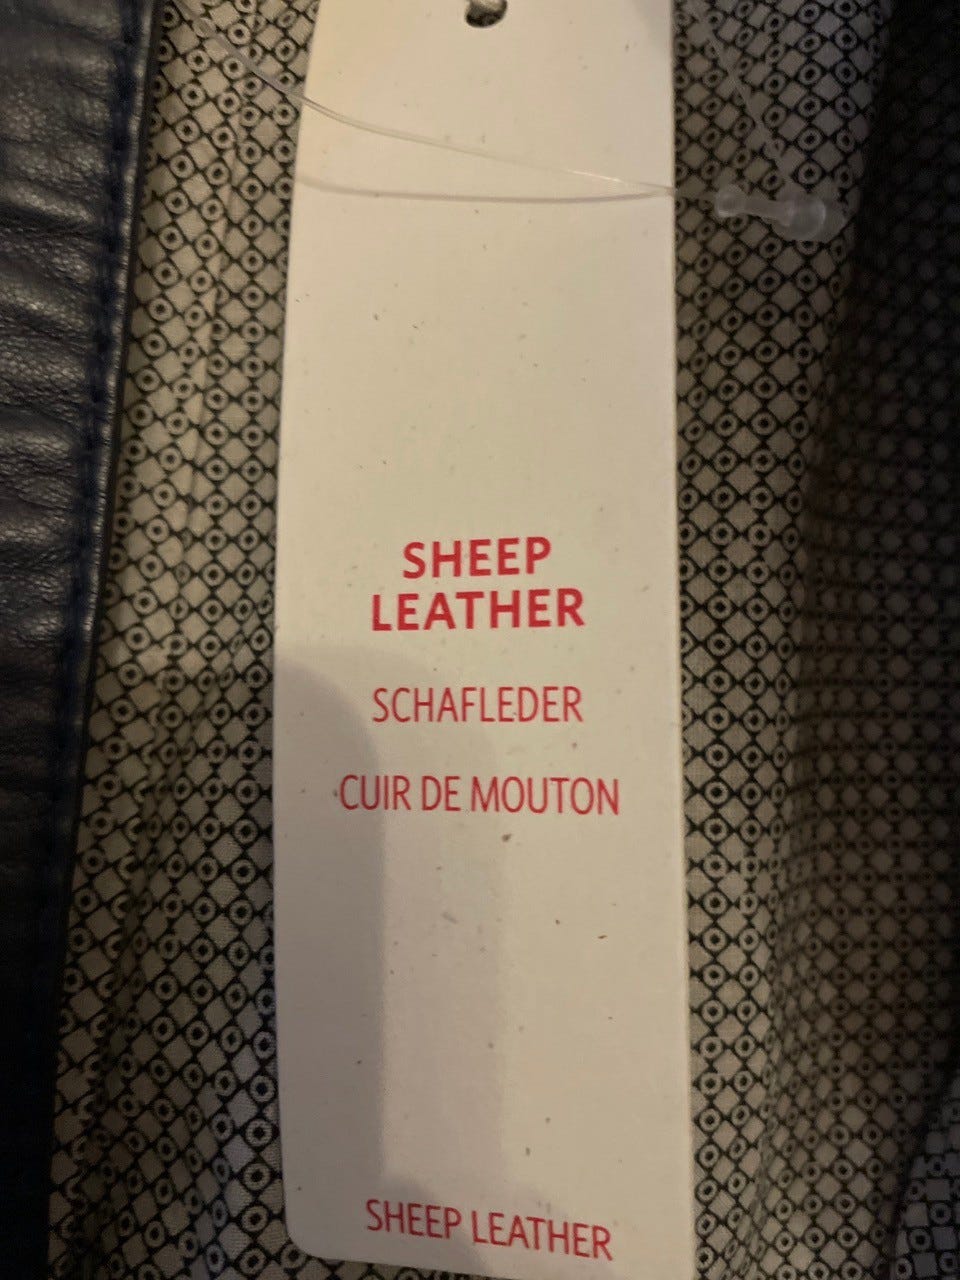 SHEEP
LEATHER
SCHAFLEDER
CUIR DE MOUTON
SHEEP LEATHER